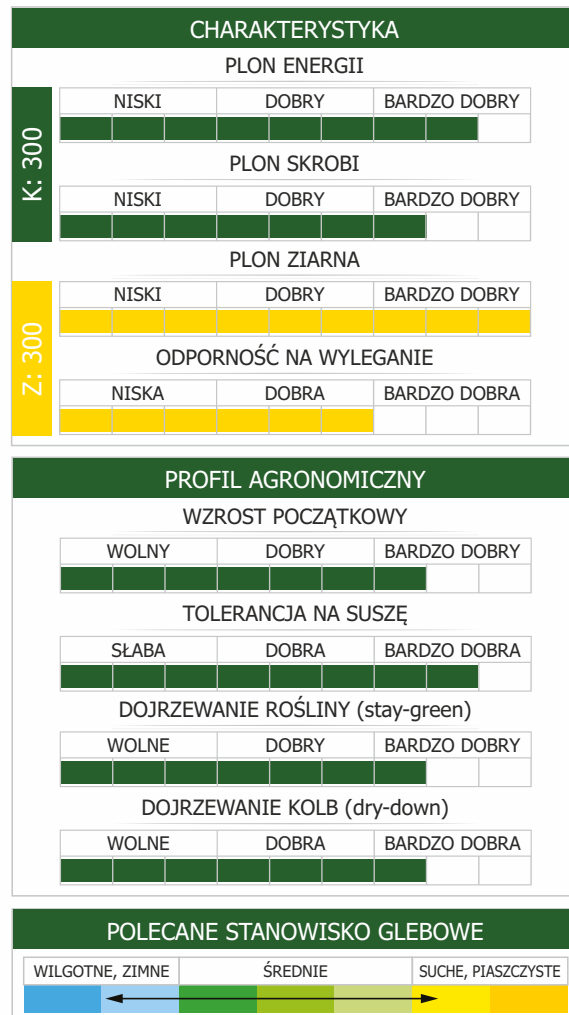 CHARAKTERYSTYKA
PLON ENERGII
K: 300
NISKI DOBRY BARDZO DOBRY
PLON SKROBI
NISKI DOBRY BARDZO DOBRY
PLON ZIARNA
Z: 300
NISKI DOBRY BARDZO DOBRY
ODPORNOŚĆ NA WYLEGANIE
NISKA DOBRA BARDZO DOBRA
PROFIL AGRONOMICZNY
WZROST POCZĄTKOWY
WOLNY DOBRY BARDZO DOBRY
TOLERANCJA NA SUSZĘ
SŁABA DOBRA BARDZO DOBRA
DOJRZEWANIE ROŚLINY (stay-green)
WOLNE DOBRY BARDZO DOBRY
DOJRZEWANIE KOLB (dry-down)
WOLNE DOBRA BARDZO DOBRA
POLECANE STANOWISKO GLEBOWE
WILGOTNE, ZIMNE ŚREDNIE SUCHE, PIASZCZYSTE